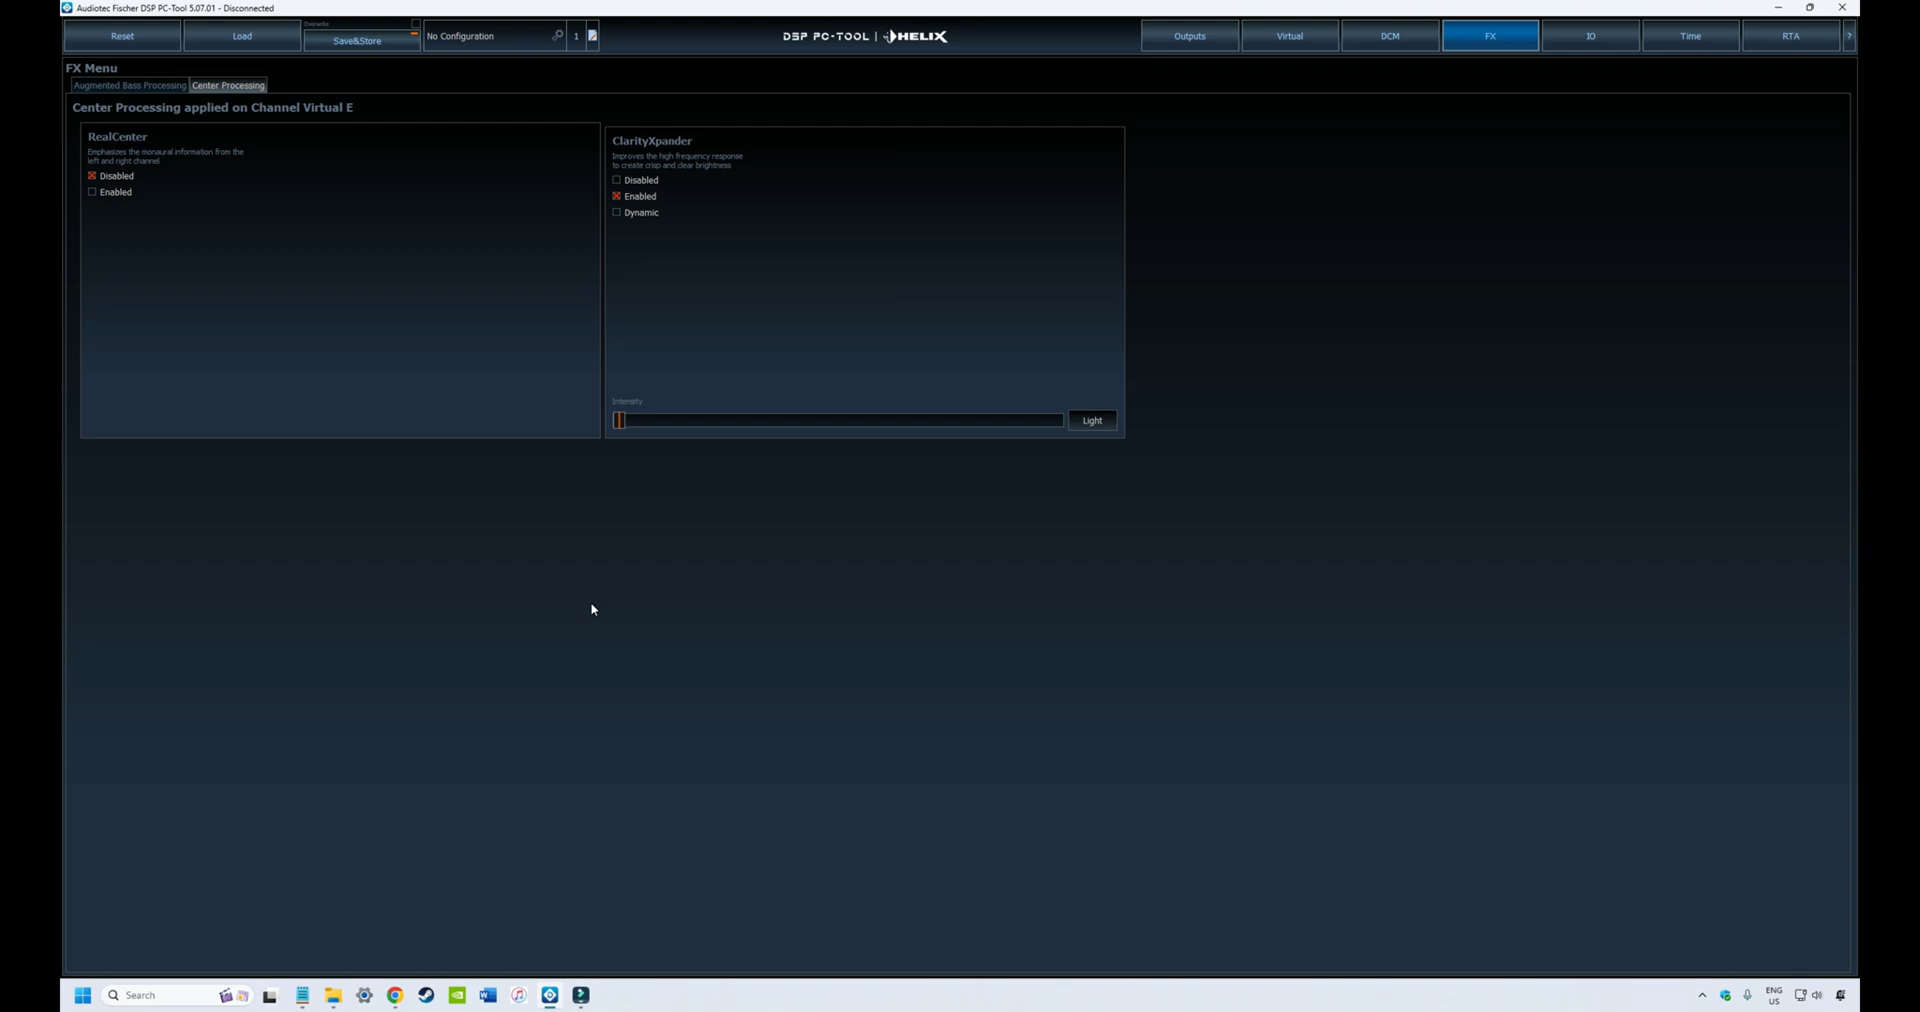 Audiotec Fischer DSP PC-Tool 5.07.01 - Disconnected
Reset
Load
Overwrite
Save&Store
No Configuration
1
DSP PC-TOOL | HELIX
Outputs
Virtual
DCM
FX
IO
Time
RTA
?
FX Menu
Augmented Bass Processing
Center Processing
Center Processing applied on Channel Virtual E
RealCenter
Emphasizes the monaural information from the
left and right channel
Disabled
Enabled
ClarityXpander
Improves the high frequency response
to create crisp and clear brightness
Disabled
Enabled
Dynamic
Intensity
Light
Search
ENG
US